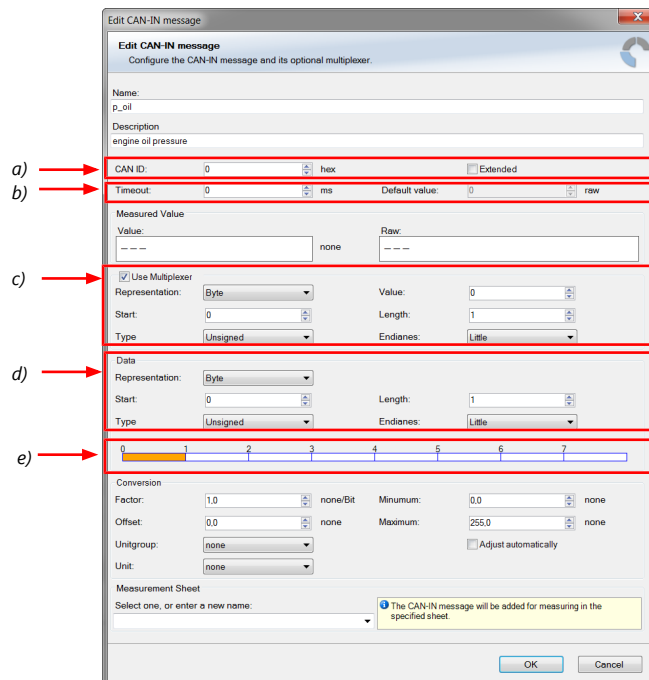 Edit CAN-IN message
x
Edit CAN-IN message
Configure the CAN-IN message and its optional multiplexer.
Name:
p_oil
Description
engine oil pressure
a) CAN ID: 0 hex Extended
b) Timeout: 0 ms Default value: 0 raw
Measured Value
Value: Raw:
--- none ---
c) Use Multiplexer
Representation: Byte Value: 0
Start: 0 Length: 1
Type Unsigned Endianes: Little
d) Data
Representation: Byte
Start: 0 Length: 1
Type Unsigned Endianes: Little
e) 0 1 2 3 4 5 6 7
Conversion
Factor: 1,0 none/Bit Minumum: 0,0 none
Offset: 0,0 none Maximum: 255,0 none
Unitgroup: none Adjust automatically
Unit: none
Measurement Sheet
Select one, or enter a new name:
The CAN-IN message will be added for measuring in the
specified sheet.
OK Cancel